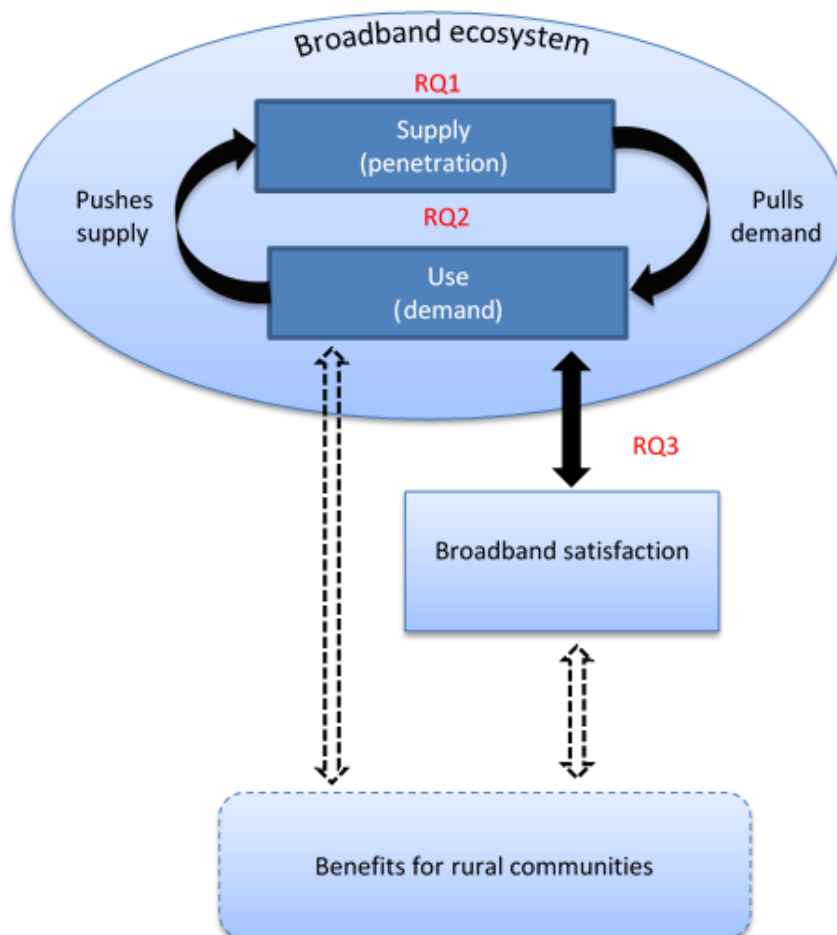 Broadband ecosystem
RQ1
Supply
(penetration)
Pushes
supply
RQ2
Pulls
demand
Use
(demand)
RQ3
Broadband satisfaction
Benefits for rural communities